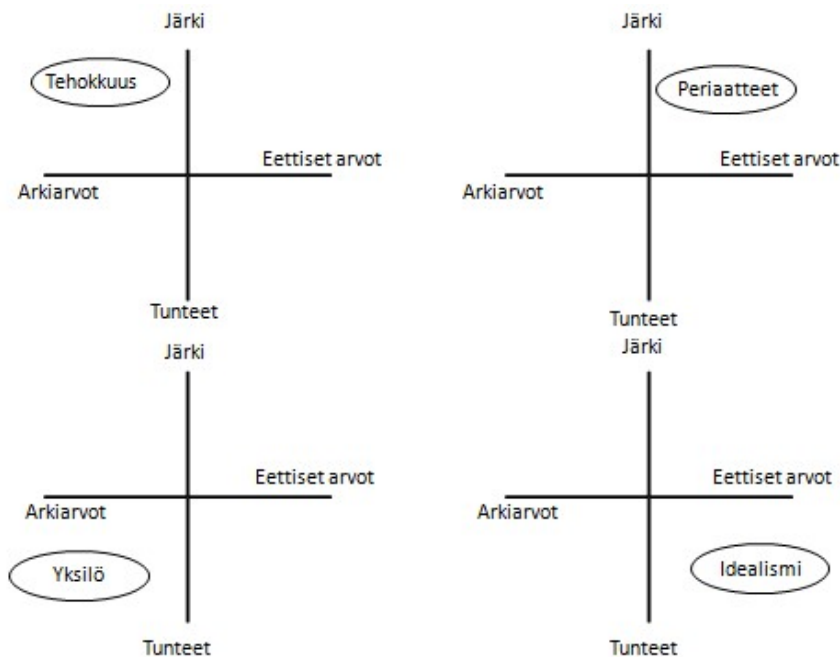 Järki
Tehokkuus
Eettiset arvot
Arkiarvot
Tunteet
Järki
Periaatteet
Eettiset arvot
Arkiarvot
Tunteet
Järki
Eettiset arvot
Arkiarvot
Yksilö
Tunteet
Järki
Eettiset arvot
Arkiarvot
Idealismi
Tunteet